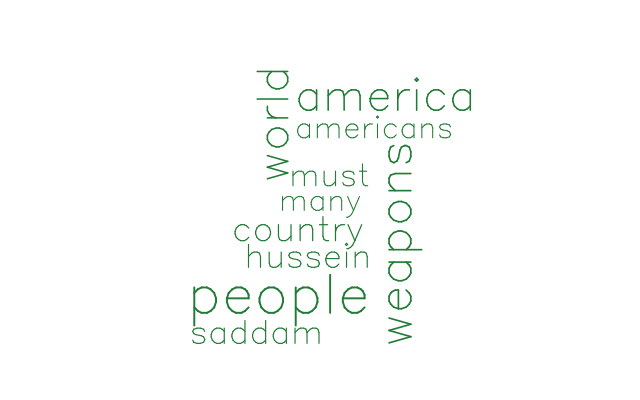 world
america
americans
must
many
country
hussein
people
saddam
weapons